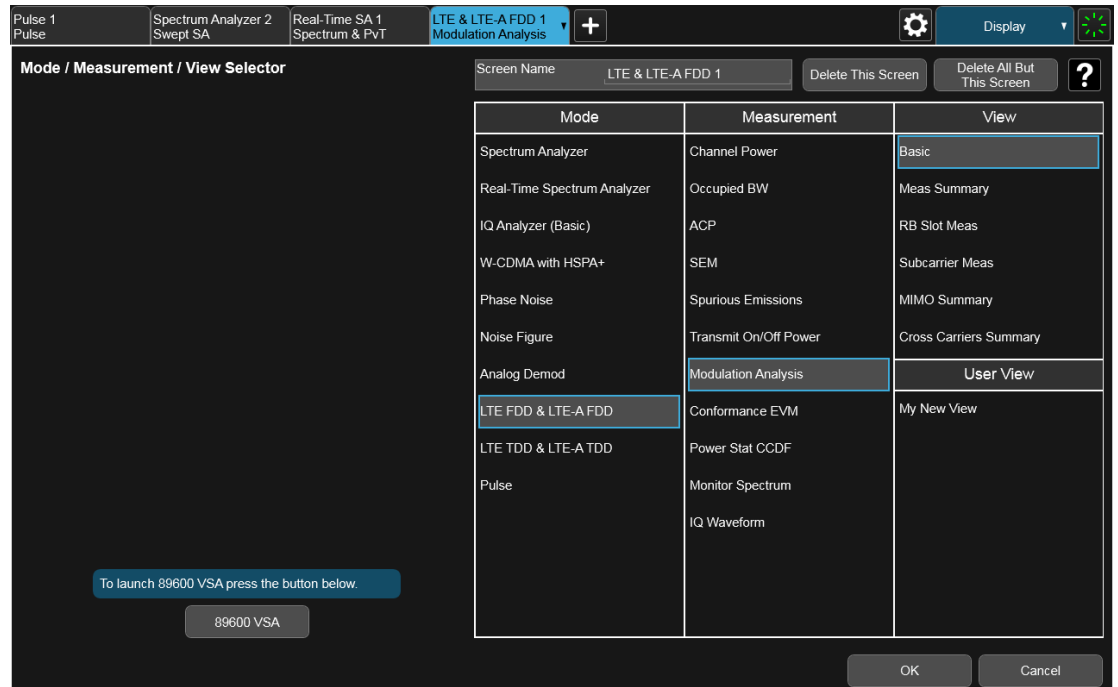 Pulse 1
Pulse
Spectrum Analyzer 2
Swept SA
Real-Time SA 1
Spectrum & PvT
LTE & LTE-A FDD 1
Modulation Analysis
+
Display
Mode / Measurement / View Selector
Screen Name
LTE & LTE-A FDD 1
Delete This Screen
Delete All But
This Screen
?
Mode
Spectrum Analyzer
Real-Time Spectrum Analyzer
IQ Analyzer (Basic)
W-CDMA with HSPA+
Phase Noise
Noise Figure
Analog Demod
LTE FDD & LTE-A FDD
LTE TDD & LTE-A TDD
Pulse
Measurement
Channel Power
Occupied BW
ACP
SEM
Spurious Emissions
Transmit On/Off Power
Modulation Analysis
Conformance EVM
Power Stat CCDF
Monitor Spectrum
IQ Waveform
View
Basic
Meas Summary
RB Slot Meas
Subcarrier Meas
MIMO Summary
Cross Carriers Summary
User View
My New View
To launch 89600 VSA press the button below.
89600 VSA
OK
Cancel